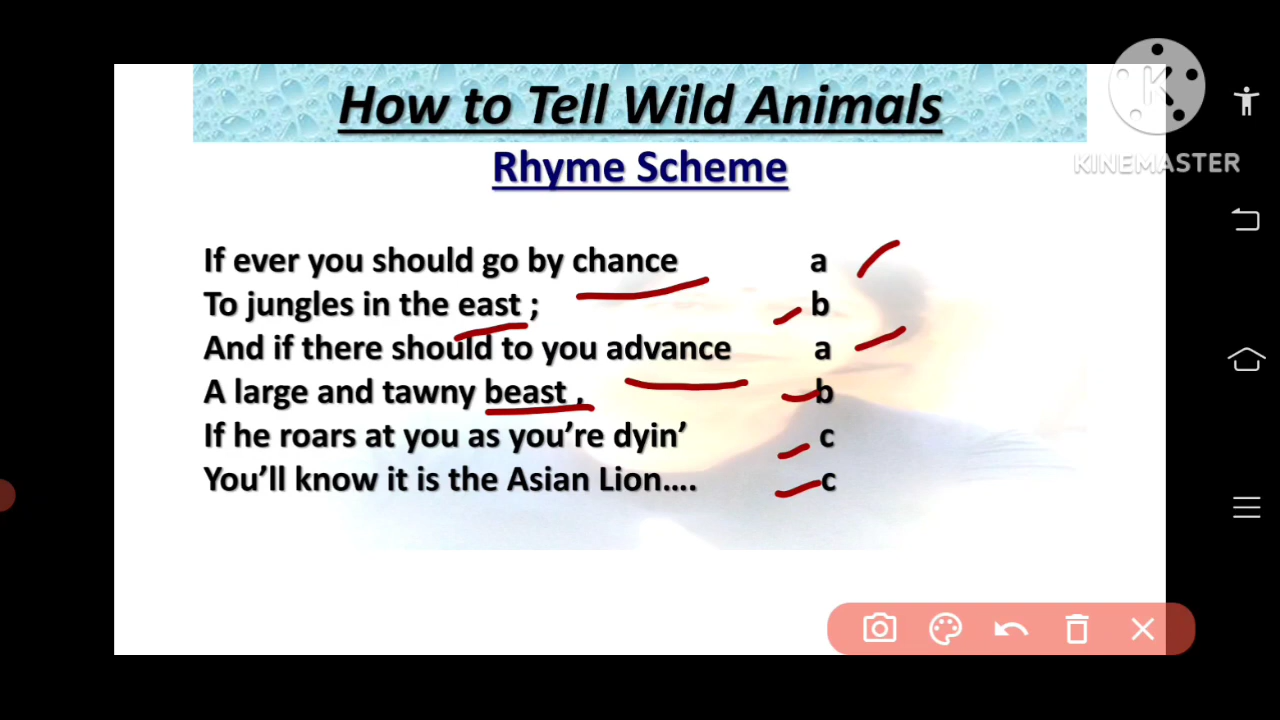 How to Tell Wild Animals
KINEMASTER
Rhyme Scheme
If ever you should go by chance a
To jungles in the east ; b
And if there should to you advance a
A large and tawny beast , b
If he roars at you as you’re dyin’ c
You’ll know it is the Asian Lion.... c